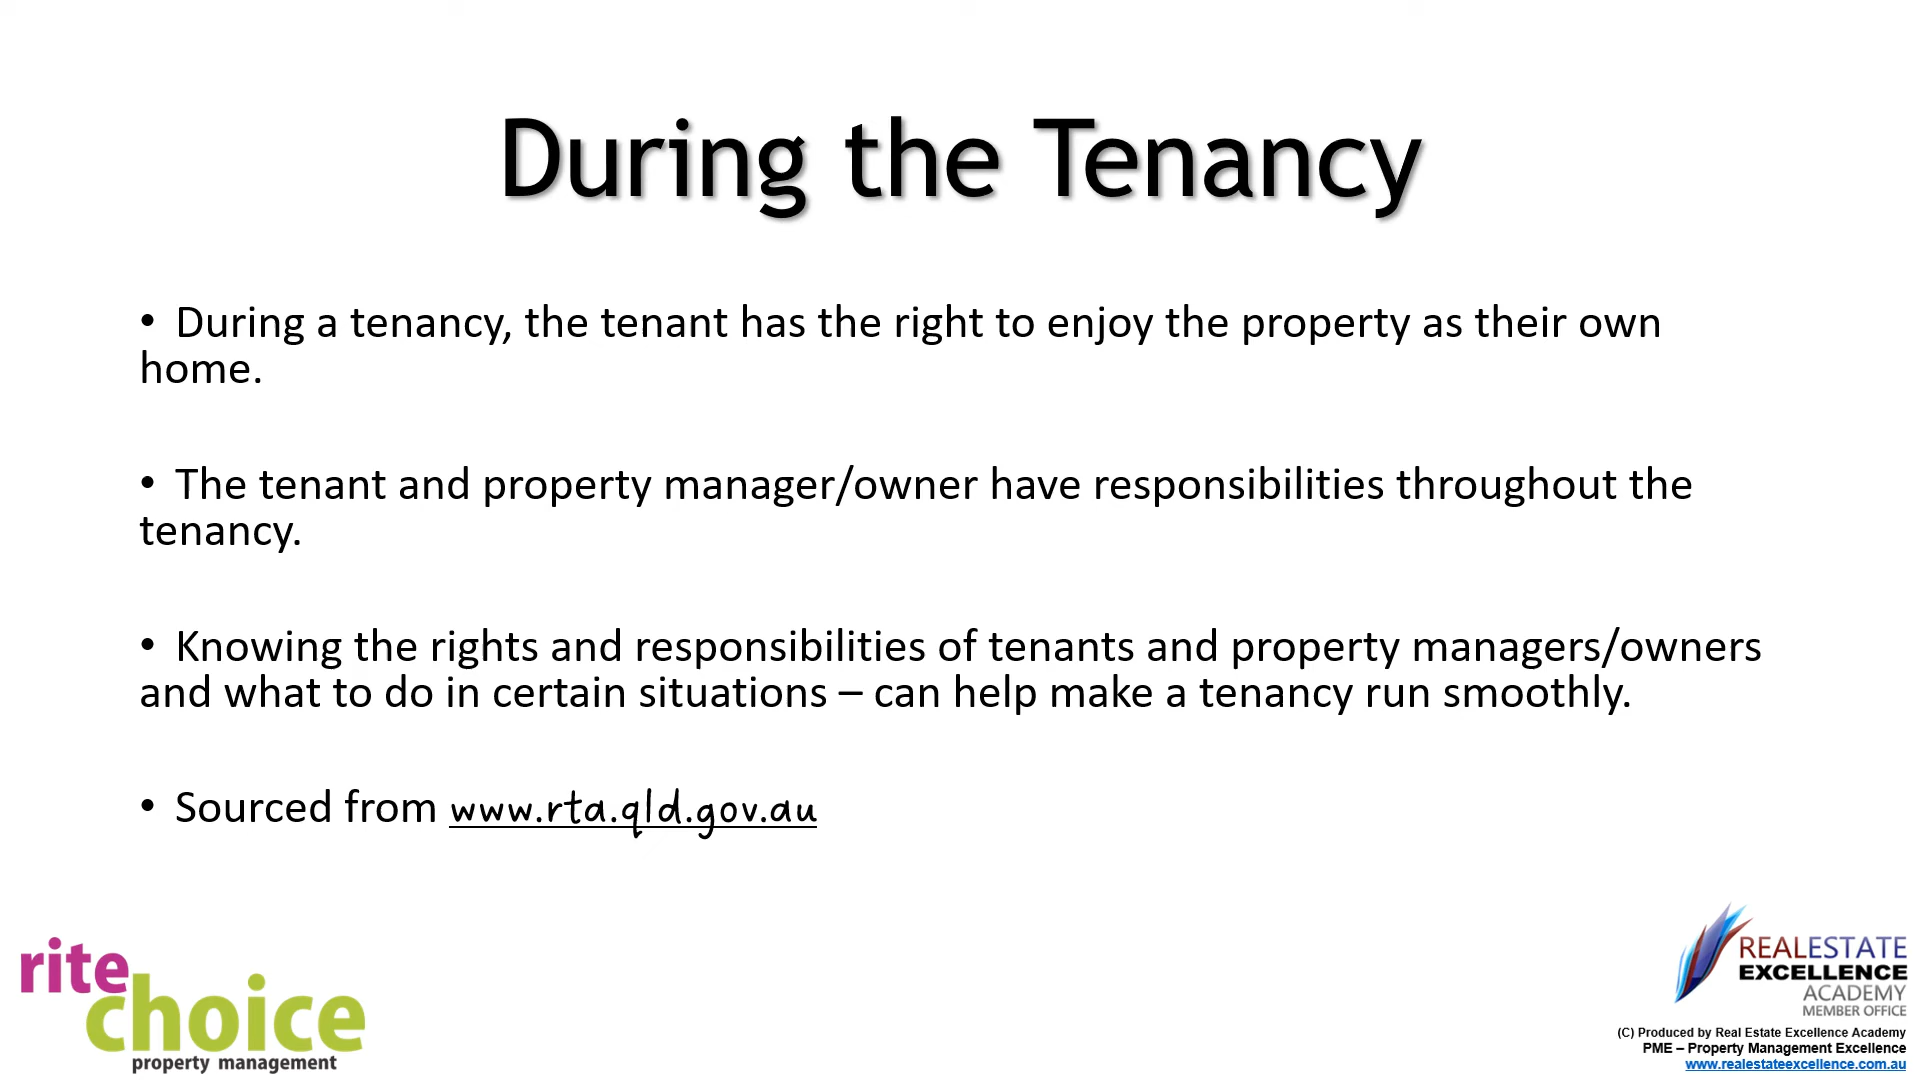 During the Tenancy
• During a tenancy, the tenant has the right to enjoy the property as their own
home.
• The tenant and property manager/owner have responsibilities throughout the
tenancy.
• Knowing the rights and responsibilities of tenants and property managers/owners
and what to do in certain situations – can help make a tenancy run smoothly.
• Sourced from www.rta.qld.gov.au
rite
choice
property management
REALESTATE
EXCELLENCE
ACADEMY
MEMBER OFFICE
(C) Produced by Real Estate Excellence Academy
PME – Property Management Excellence
www.realestateexcellence.com.au